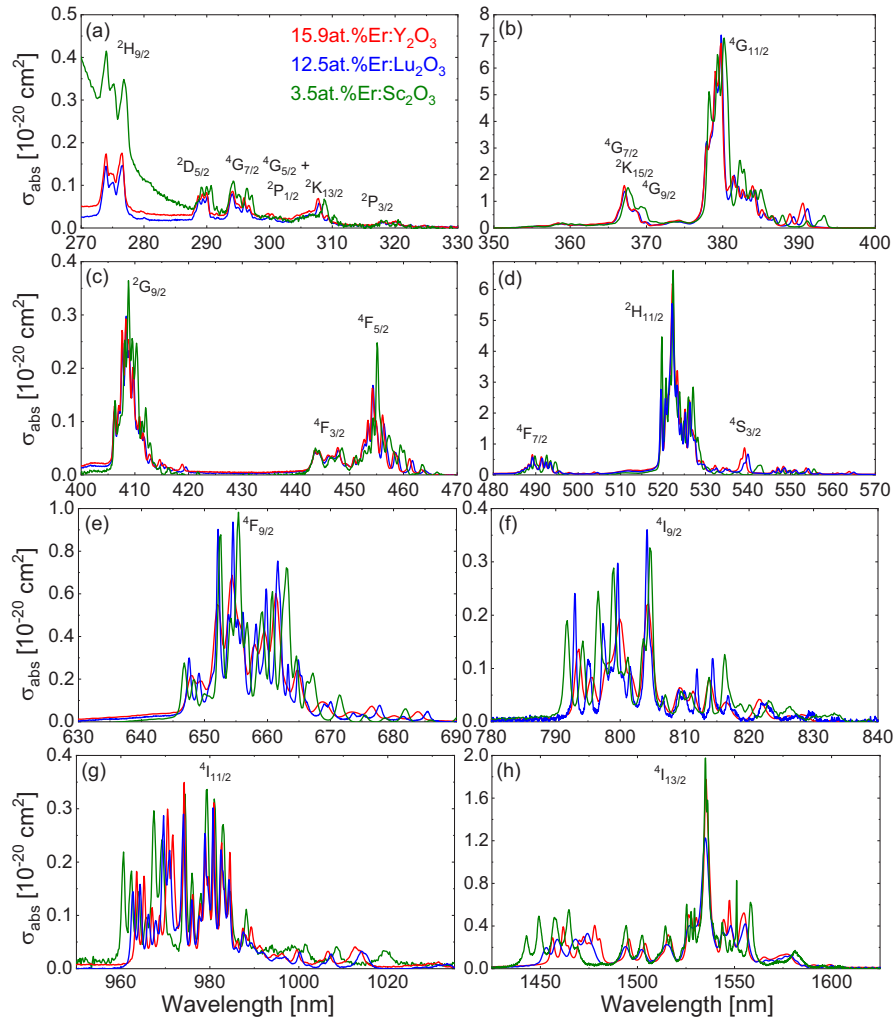 (a)
²H₉/₂
15.9at.%Er:Y₂O₃
12.5at.%Er:Lu₂O₃
3.5at.%Er:Sc₂O₃
²D₅/₂
⁴G₇/₂
⁴G₅/₂ +
²P₁/₂
²K₁₃/₂
²P₃/₂
0.5
0.4
0.3
0.2
0.1
0.0
270 280 290 300 310 320 330
σabs [10⁻²⁰ cm²]
(b)
⁴G₁₁/₂
⁴G₇/₂
²K₁₅/₂
⁴G₉/₂
8
7
6
5
4
3
2
1
0
350 360 370 380 390 400
(c)
²G₉/₂
⁴F₅/₂
⁴F₃/₂
0.4
0.3
0.2
0.1
0.0
400 410 420 430 440 450 460 470
σabs [10⁻²⁰ cm²]
(d)
²H₁₁/₂
⁴F₇/₂
⁴S₃/₂
6
5
4
3
2
1
0
480 490 500 510 520 530 540 550 560 570
(e)
⁴F₉/₂
1.0
0.8
0.6
0.4
0.2
0.0
630 640 650 660 670 680 690
σabs [10⁻²⁰ cm²]
(f)
⁴I₉/₂
0.4
0.3
0.2
0.1
0.0
780 790 800 810 820 830 840
(g)
⁴I₁₁/₂
0.4
0.3
0.2
0.1
0.0
960 980 1000 1020
σabs [10⁻²⁰ cm²]
Wavelength [nm]
(h)
⁴I₁₃/₂
2.0
1.6
1.2
0.8
0.4
0.0
1450 1500 1550 1600
Wavelength [nm]